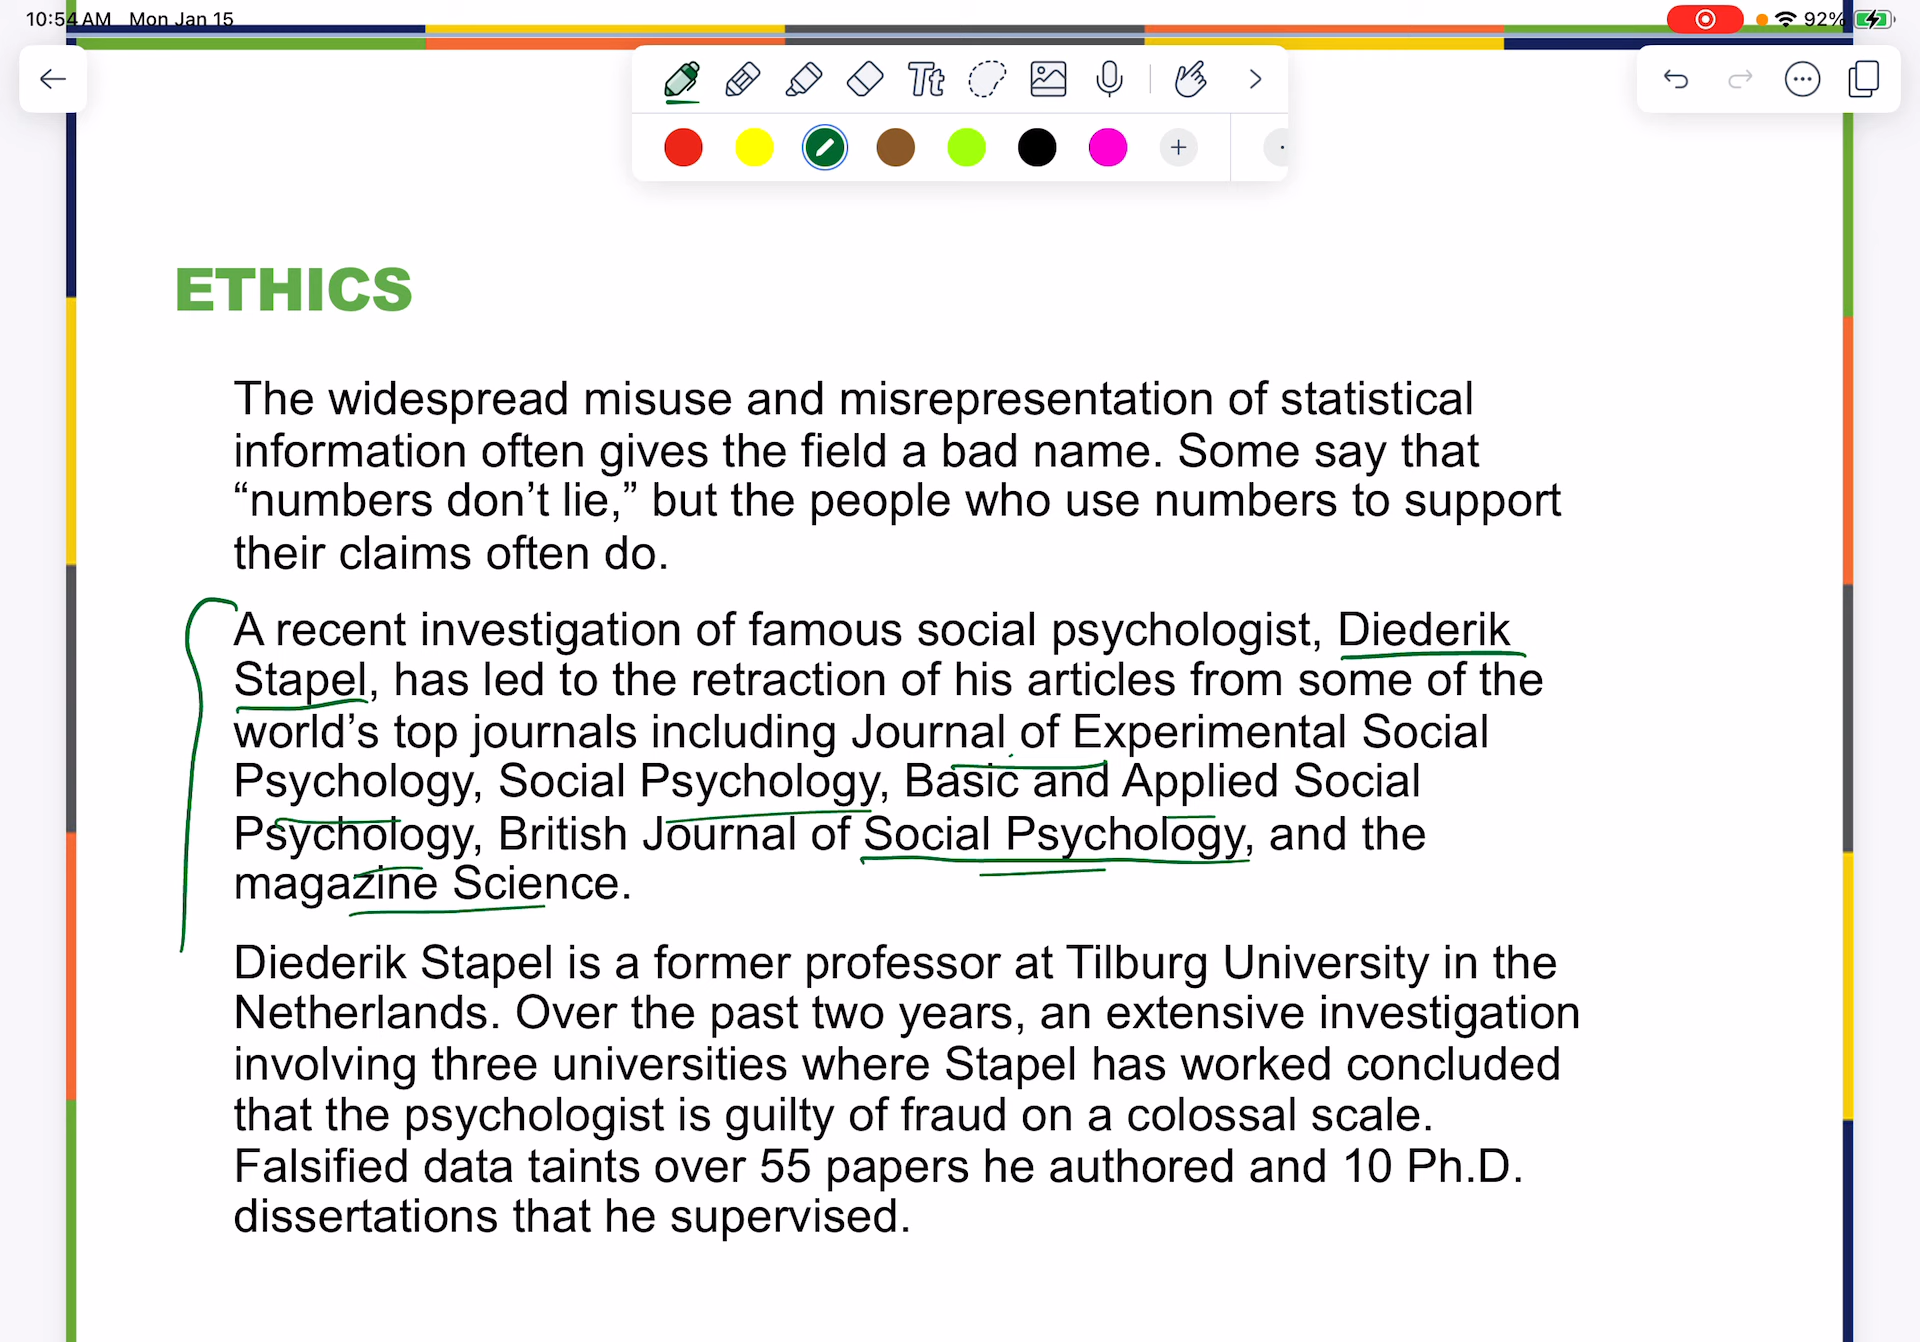 10:54 AM Mon Jan 15
92%
Tt
ETHICS
The widespread misuse and misrepresentation of statistical
information often gives the field a bad name. Some say that
“numbers don’t lie,” but the people who use numbers to support
their claims often do.
A recent investigation of famous social psychologist, Diederik
Stapel, has led to the retraction of his articles from some of the
world’s top journals including Journal of Experimental Social
Psychology, Social Psychology, Basic and Applied Social
Psychology, British Journal of Social Psychology, and the
magazine Science.
Diederik Stapel is a former professor at Tilburg University in the
Netherlands. Over the past two years, an extensive investigation
involving three universities where Stapel has worked concluded
that the psychologist is guilty of fraud on a colossal scale.
Falsified data taints over 55 papers he authored and 10 Ph.D.
dissertations that he supervised.